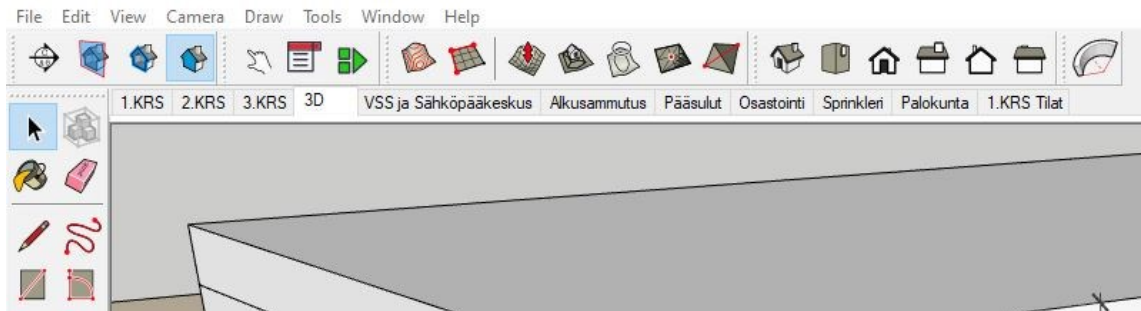 File Edit View Camera Draw Tools Window Help
1.KRS 2.KRS 3.KRS 3D VSS ja Sähköpääkeskus Alkusammutus Pääsulut Osastointi Sprinkleri Palokunta 1.KRS Tilat